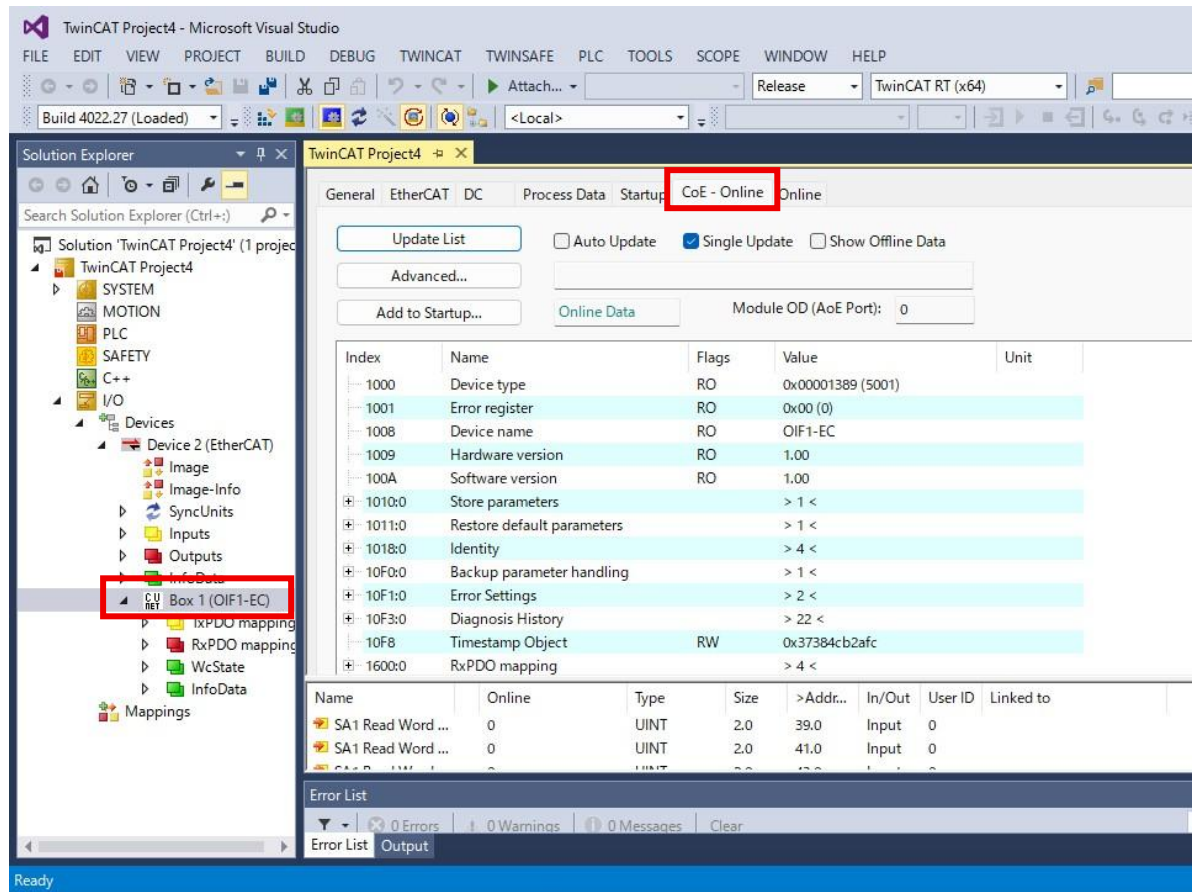 TwinCAT Project4 - Microsoft Visual Studio
FILE EDIT VIEW PROJECT BUILD DEBUG TWINCAT TWINSAFE PLC TOOLS SCOPE WINDOW HELP
Attach... Release TwinCAT RT (x64)
Build 4022.27 (Loaded) <Local>
Solution Explorer
Search Solution Explorer (Ctrl+:)
Solution 'TwinCAT Project4' (1 projec
TwinCAT Project4
SYSTEM
MOTION
PLC
SAFETY
C++
I/O
Devices
Device 2 (EtherCAT)
Image
Image-Info
SyncUnits
Inputs
Outputs
InfoData
CU NET Box 1 (OIF1-EC)
TxPDO mapping
RxPDO mapping
WcState
InfoData
Mappings
TwinCAT Project4
General EtherCAT DC Process Data Startup CoE - Online Online
Update List Auto Update Single Update Show Offline Data
Advanced...
Add to Startup... Online Data Module OD (AoE Port): 0
Index Name Flags Value Unit
1000 Device type RO 0x00001389 (5001)
1001 Error register RO 0x00 (0)
1008 Device name RO OIF1-EC
1009 Hardware version RO 1.00
100A Software version RO 1.00
1010:0 Store parameters > 1 <
1011:0 Restore default parameters > 1 <
1018:0 Identity > 4 <
10F0:0 Backup parameter handling > 1 <
10F1:0 Error Settings > 2 <
10F3:0 Diagnosis History > 22 <
10F8 Timestamp Object RW 0x37384cb2afc
1600:0 RxPDO mapping > 4 <
Name Online Type Size >Addr... In/Out User ID Linked to
SA1 Read Word ... 0 UINT 2.0 39.0 Input 0
SA1 Read Word ... 0 UINT 2.0 41.0 Input 0
Error List
0 Errors 0 Warnings 0 Messages Clear
Error List Output
Ready